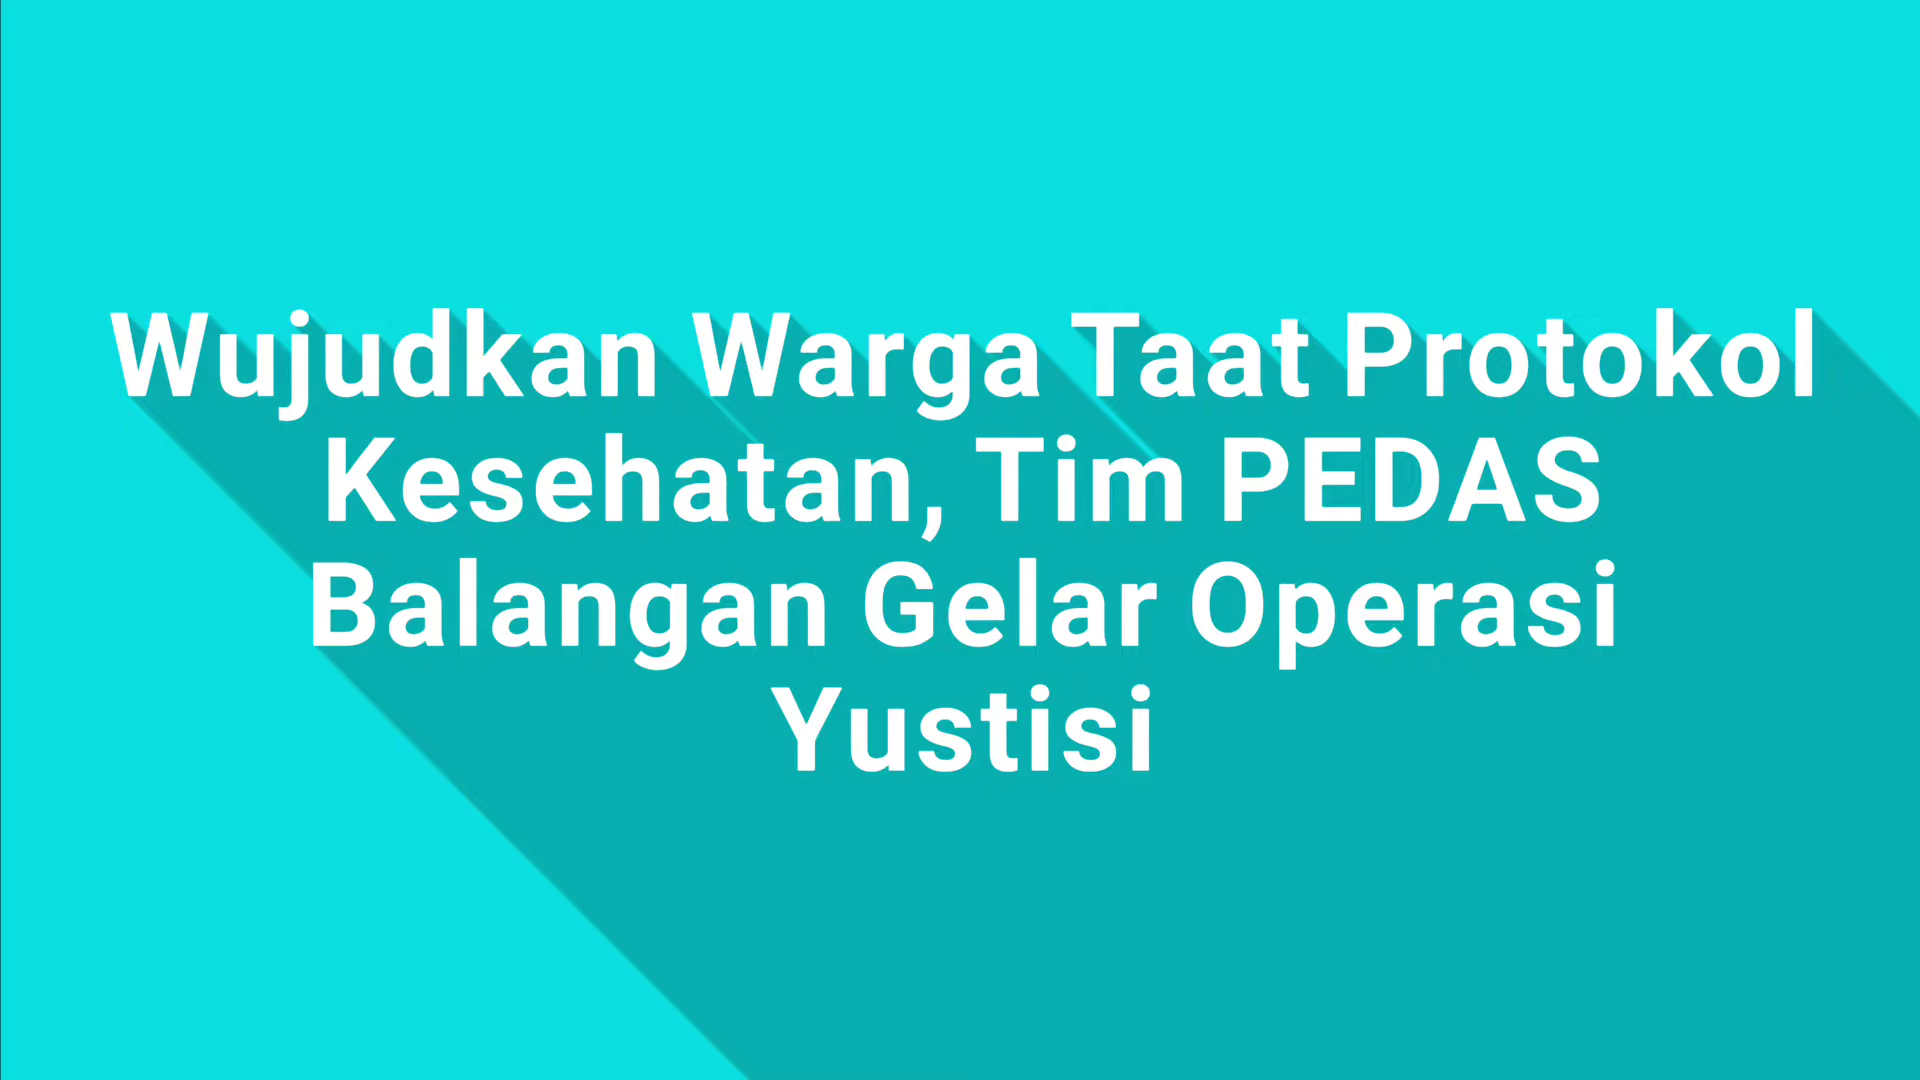 Wujudkan Warga Taat Protokol
Kesehatan, Tim PEDAS
Balangan Gelar Operasi
Yustisi